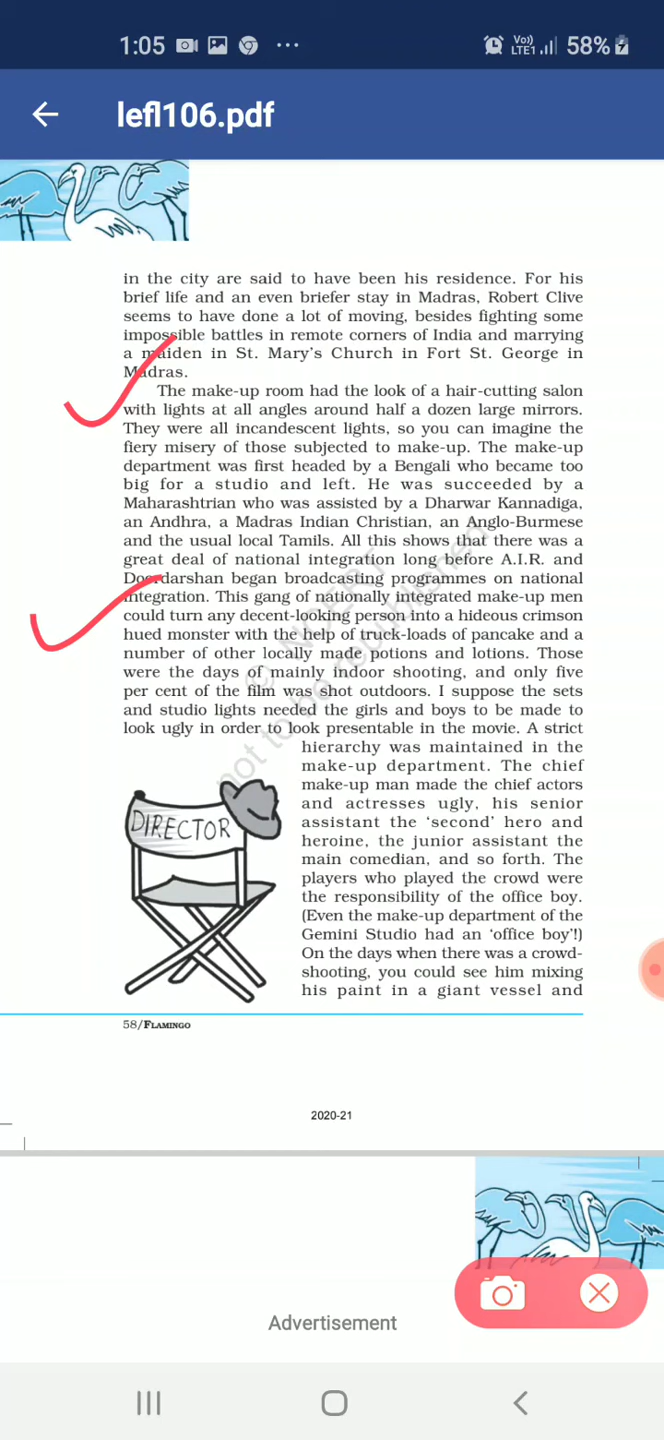 1:05 ... Vo)) LTE1 58%
lefl106.pdf
in the city are said to have been his residence. For his
brief life and an even briefer stay in Madras, Robert Clive
seems to have done a lot of moving, besides fighting some
impossible battles in remote corners of India and marrying
a maiden in St. Mary's Church in Fort St. George in
Madras.
The make-up room had the look of a hair-cutting salon
with lights at all angles around half a dozen large mirrors.
They were all incandescent lights, so you can imagine the
fiery misery of those subjected to make-up. The make-up
department was first headed by a Bengali who became too
big for a studio and left. He was succeeded by a
Maharashtrian who was assisted by a Dharwar Kannadiga,
an Andhra, a Madras Indian Christian, an Anglo-Burmese
and the usual local Tamils. All this shows that there was a
great deal of national integration long before A.I.R. and
Doordarshan began broadcasting programmes on national
integration. This gang of nationally integrated make-up men
could turn any decent-looking person into a hideous crimson
hued monster with the help of truck-loads of pancake and a
number of other locally made potions and lotions. Those
were the days of mainly indoor shooting, and only five
per cent of the film was shot outdoors. I suppose the sets
and studio lights needed the girls and boys to be made to
look ugly in order to look presentable in the movie. A strict
hierarchy was maintained in the
make-up department. The chief
make-up man made the chief actors
and actresses ugly, his senior
assistant the 'second' hero and
heroine, the junior assistant the
main comedian, and so forth. The
players who played the crowd were
the responsibility of the office boy.
(Even the make-up department of the
Gemini Studio had an 'office boy'!)
On the days when there was a crowd-
shooting, you could see him mixing
his paint in a giant vessel and
DIRECTOR
© NCERT
not to be republished
58/FLAMINGO
2020-21
Advertisement